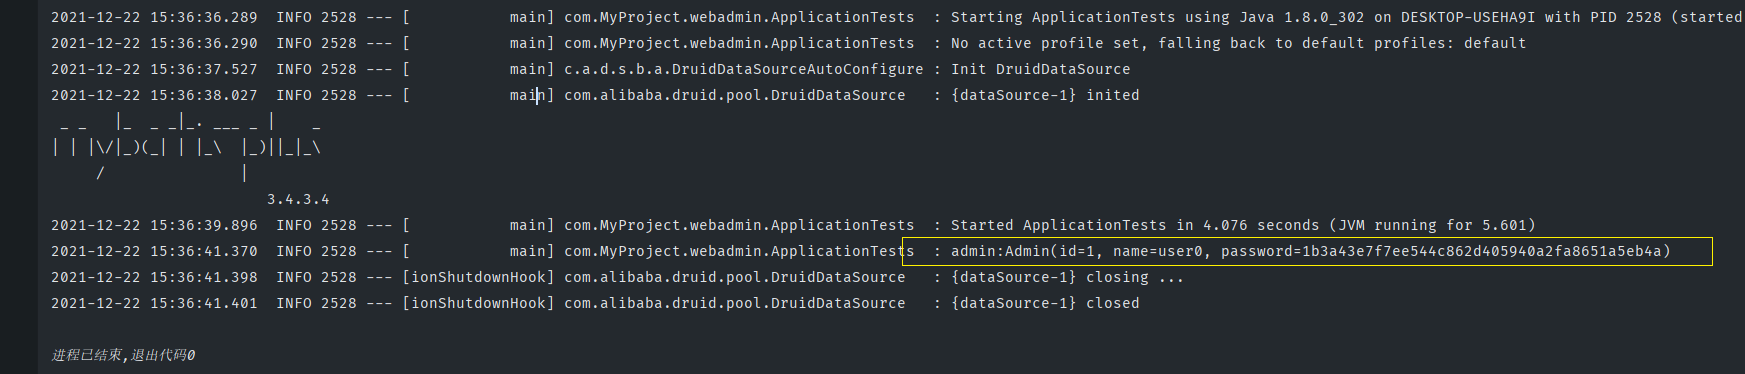 2021-12-22 15:36:36.289  INFO 2528 --- [           main] com.MyProject.webadmin.ApplicationTests  : Starting ApplicationTests using Java 1.8.0_302 on DESKTOP-USEHA9I with PID 2528 (started
2021-12-22 15:36:36.290  INFO 2528 --- [           main] com.MyProject.webadmin.ApplicationTests  : No active profile set, falling back to default profiles: default
2021-12-22 15:36:37.527  INFO 2528 --- [           main] c.a.d.s.b.a.DruidDataSourceAutoConfigure : Init DruidDataSource
2021-12-22 15:36:38.027  INFO 2528 --- [           main] com.alibaba.druid.pool.DruidDataSource   : {dataSource-1} inited
 _ _   |_  _ _|_. ___ _ |    _
| | |\/|_)(_| | |_\  |_)||_|_\
     /               |
                        3.4.3.4
2021-12-22 15:36:39.896  INFO 2528 --- [           main] com.MyProject.webadmin.ApplicationTests  : Started ApplicationTests in 4.076 seconds (JVM running for 5.601)
2021-12-22 15:36:41.370  INFO 2528 --- [           main] com.MyProject.webadmin.ApplicationTests  : admin:Admin(id=1, name=user0, password=1b3a43e7f7ee544c862d405940a2fa8651a5eb4a)
2021-12-22 15:36:41.398  INFO 2528 --- [ionShutdownHook] com.alibaba.druid.pool.DruidDataSource   : {dataSource-1} closing ...
2021-12-22 15:36:41.401  INFO 2528 --- [ionShutdownHook] com.alibaba.druid.pool.DruidDataSource   : {dataSource-1} closed
进程已结束,退出代码0